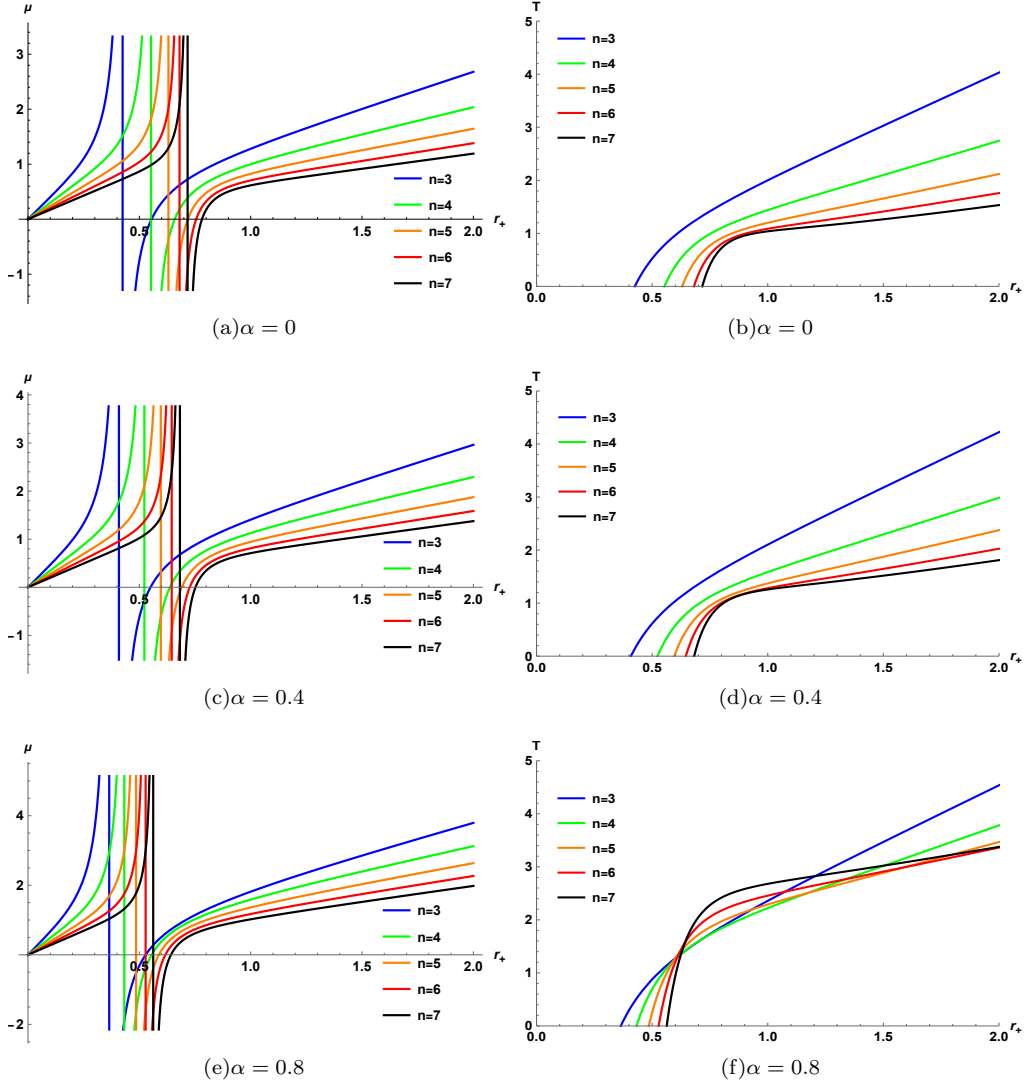 μ
3
2
1
0
−1
0.5
1.0
1.5
2.0
r+
n=3
n=4
n=5
n=6
n=7
(a)α = 0
T
5
4
3
2
1
0
0.0
0.5
1.0
1.5
2.0
r+
n=3
n=4
n=5
n=6
n=7
(b)α = 0
μ
4
3
2
1
0
−1
0.5
1.0
1.5
2.0
r+
n=3
n=4
n=5
n=6
n=7
(c)α = 0.4
T
5
4
3
2
1
0
0.0
0.5
1.0
1.5
2.0
r+
n=3
n=4
n=5
n=6
n=7
(d)α = 0.4
μ
4
2
0
−2
0.5
1.0
1.5
2.0
r+
n=3
n=4
n=5
n=6
n=7
(e)α = 0.8
T
5
4
3
2
1
0
0.0
0.5
1.0
1.5
2.0
r+
n=3
n=4
n=5
n=6
n=7
(f)α = 0.8